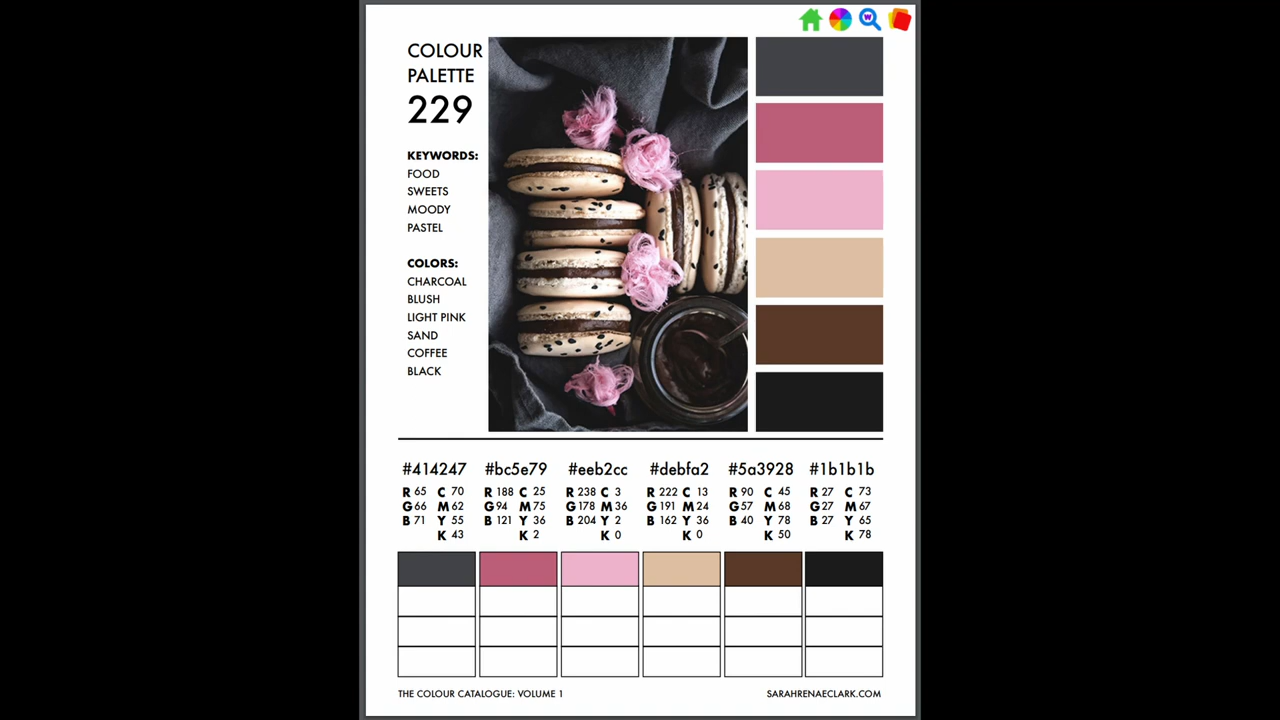 COLOUR
PALETTE
229
KEYWORDS:
FOOD
SWEETS
MOODY
PASTEL
COLORS:
CHARCOAL
BLUSH
LIGHT PINK
SAND
COFFEE
BLACK
W
#414247 #bc5e79 #eeb2cc #debfa2 #5a3928 #1b1b1b
R 65 C 70 R 188 C 25 R 238 C 3 R 222 C 13 R 90 C 45 R 27 C 73
G 66 M 62 G 94 M 75 G 178 M 36 G 191 M 24 G 57 M 68 G 27 M 67
B 71 Y 55 B 121 Y 36 B 204 Y 2 B 162 Y 36 B 40 Y 78 B 27 Y 65
K 43 K 2 K 0 K 0 K 50 K 78
THE COLOUR CATALOGUE: VOLUME 1 SARAHRENAECLARK.COM